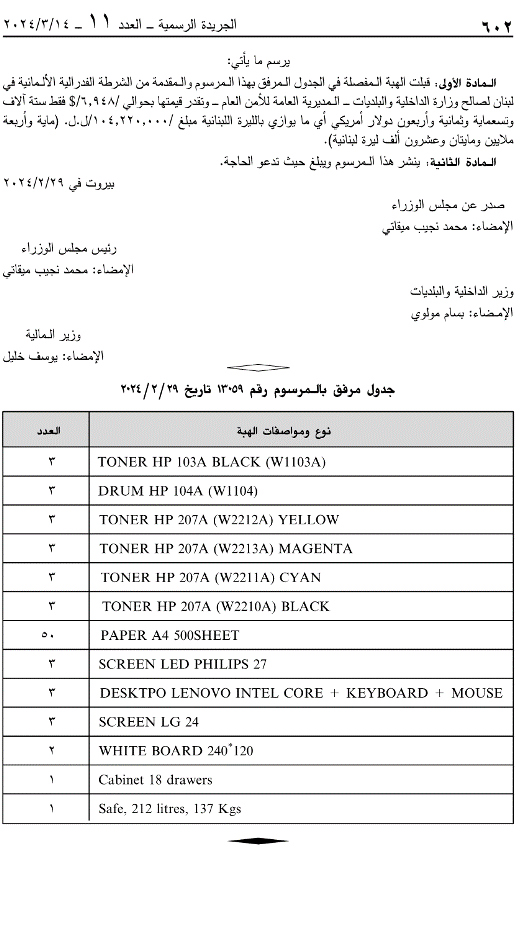 ٦٠٢ الجريدة الرسمية ــ العدد ١١ ــ ٢٠٢٤/٣/١٤
يرسم ما يأتي:
المادة الأولى: قبلت الهبة المفصلة في الجدول المرفق بهذا المرسوم والمقدمة من الشرطة الفدرالية الألمانية في
لبنان لصالح وزارة الداخلية والبلديات ــ المديرية العامة للأمن العام ــ وتقدر قيمتها بحوالي /٦,٩٤٨/$ فقط ستة آلاف
وتسعماية وثمانية وأربعون دولار أمريكي أي ما يوازي بالليرة اللبنانية مبلغ /١٠٤,٢٢٠,٠٠٠/ل.ل. (ماية وأربعة
ملايين ومايتان وعشرون ألف ليرة لبنانية).
المادة الثانية: ينشر هذا المرسوم ويبلغ حيث تدعو الحاجة.
بيروت في ٢٠٢٤/٢/٢٩
صدر عن مجلس الوزراء
الإمضاء: محمد نجيب ميقاتي
رئيس مجلس الوزراء
الإمضاء: محمد نجيب ميقاتي
وزير الداخلية والبلديات
الإمضاء: بسام مولوي
وزير المالية
الإمضاء: يوسف خليل
جدول مرفق بالمرسوم رقم ١٣٠٥٩ تاريخ ٢٠٢٤/٢/٢٩
نوع ومواصفات الهبة العدد
TONER HP 103A BLACK (W1103A) ٣
DRUM HP 104A (W1104) ٣
TONER HP 207A (W2212A) YELLOW ٣
TONER HP 207A (W2213A) MAGENTA ٣
TONER HP 207A (W2211A) CYAN ٣
TONER HP 207A (W2210A) BLACK ٣
PAPER A4 500SHEET ٥٠
SCREEN LED PHILIPS 27 ٣
DESKTPO LENOVO INTEL CORE + KEYBOARD + MOUSE ٣
SCREEN LG 24 ٣
WHITE BOARD 240*120 ٢
Cabinet 18 drawers ١
Safe, 212 litres, 137 Kgs ١